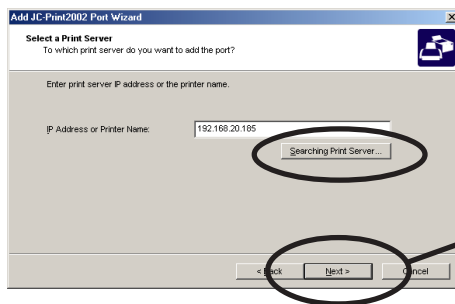 Add JC-Print2002 Port Wizard
Select a Print Server
To which print server do you want to add the port?
Enter print server IP address or the printer name.
IP Address or Printer Name: 192.168.20.185
Searching Print Server...
< Back Next > Cancel